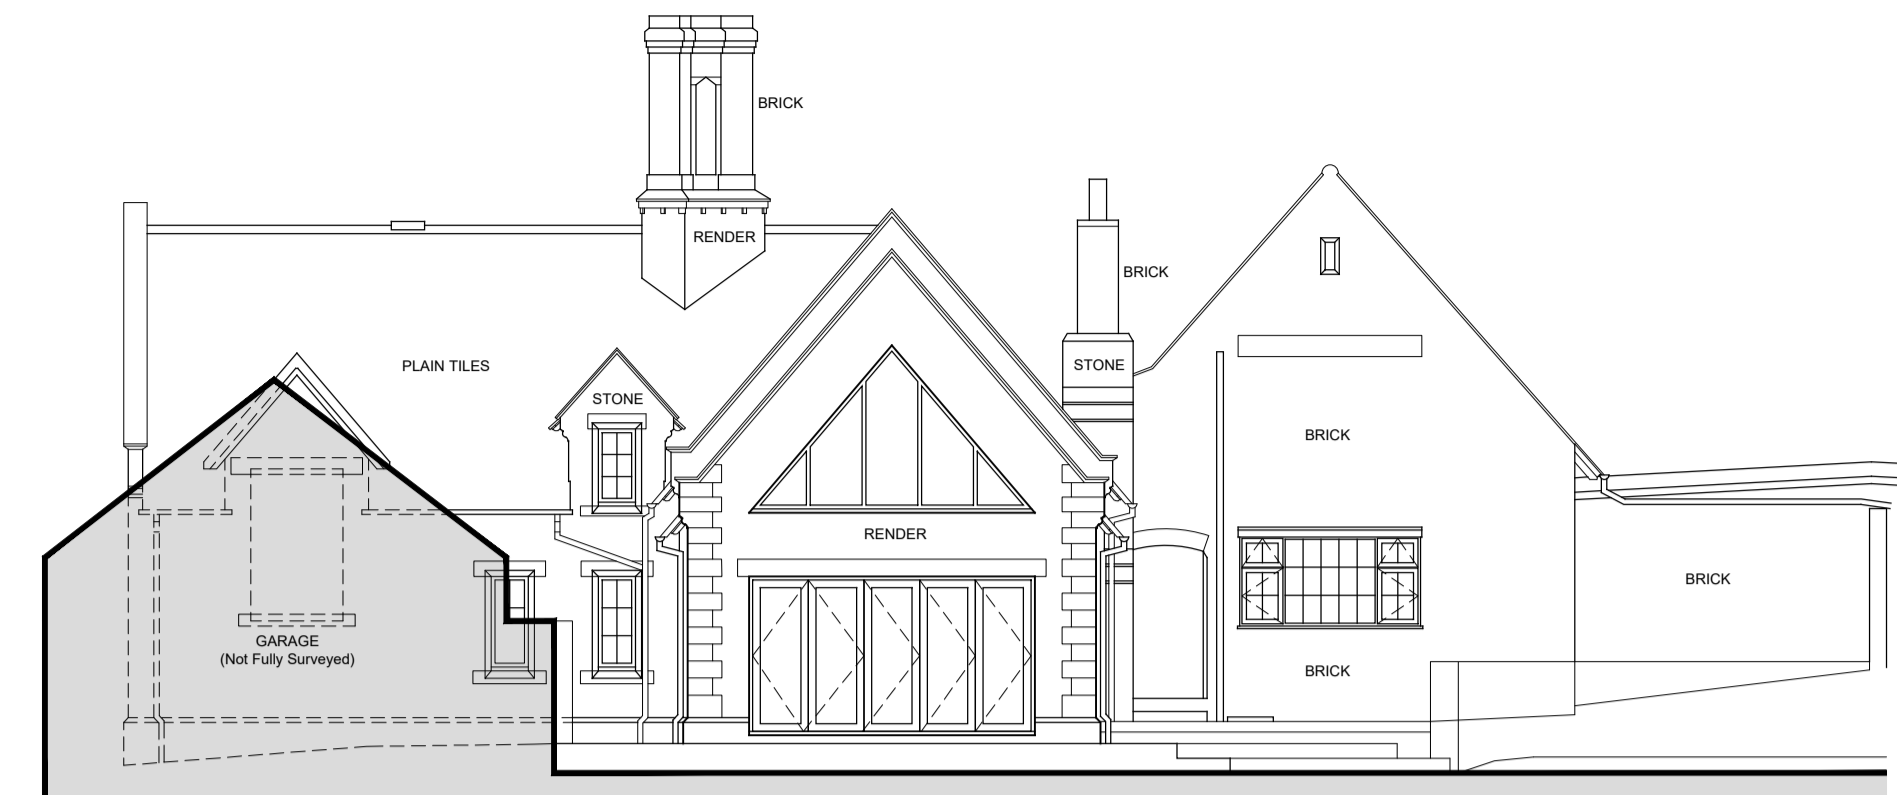 BRICK
RENDER
BRICK
PLAIN TILES
STONE
STONE
BRICK
RENDER
BRICK
GARAGE
(Not Fully Surveyed)
BRICK